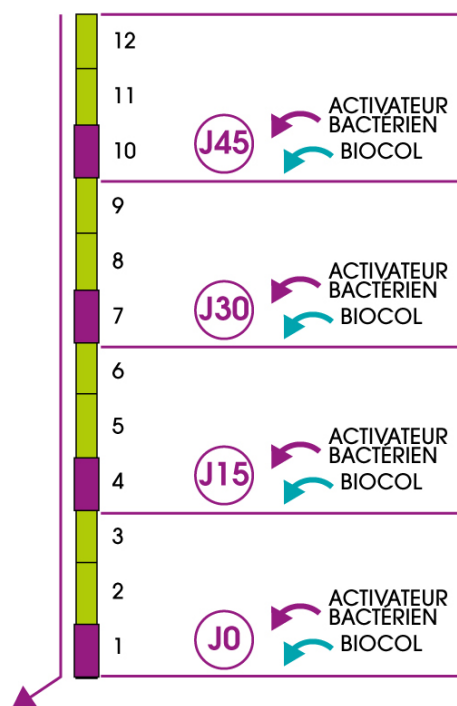 12
11
ACTIVATEUR
BACTÉRIEN
J45
10
BIOCOL
9
8
ACTIVATEUR
BACTÉRIEN
J30
7
BIOCOL
6
5
ACTIVATEUR
BACTÉRIEN
J15
4
BIOCOL
3
2
ACTIVATEUR
BACTÉRIEN
J0
1
BIOCOL